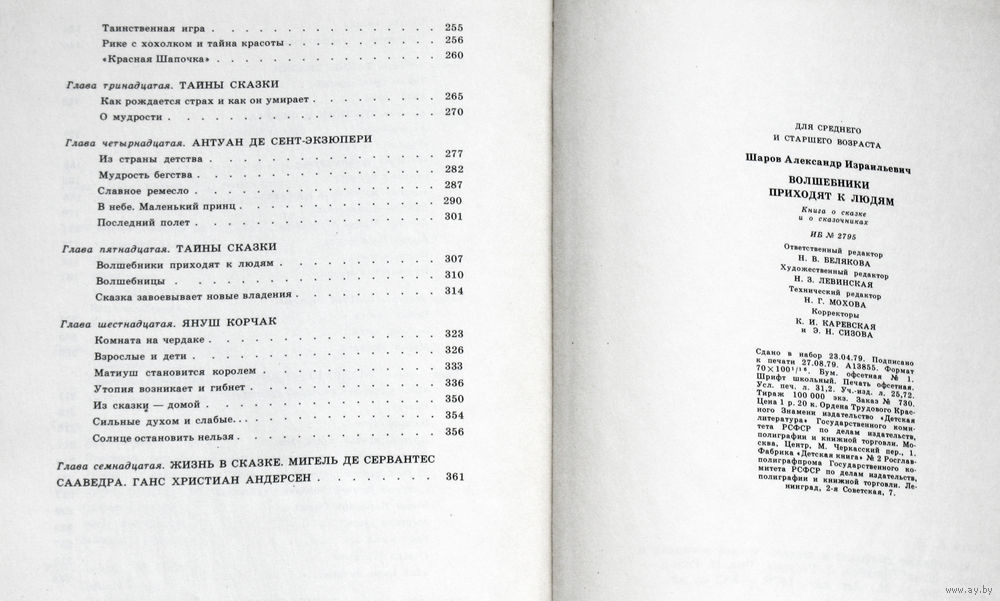 Таинственная игра . . . . . . . . . . . . . . 255
Рике с хохолком и тайна красоты . . . . . . . . . . 256
«Красная Шапочка» . . . . . . . . . . . . . . 260
Глава тринадцатая. ТАЙНЫ СКАЗКИ
Как рождается страх и как он умирает . . . . . . . . 265
О мудрости . . . . . . . . . . . . . . . . 270
Глава четырнадцатая. АНТУАН ДЕ СЕНТ-ЭКЗЮПЕРИ
Из страны детства . . . . . . . . . . . . . . 277
Мудрость бегства . . . . . . . . . . . . . . 282
Славное ремесло . . . . . . . . . . . . . . 287
В небе. Маленький принц . . . . . . . . . . . . 290
Последний полет . . . . . . . . . . . . . . 301
Глава пятнадцатая. ТАЙНЫ СКАЗКИ
Волшебники приходят к людям . . . . . . . . . . 307
Волшебницы . . . . . . . . . . . . . . . . 310
Сказка завоевывает новые владения . . . . . . . . . 314
Глава шестнадцатая. ЯНУШ КОРЧАК
Комната на чердаке . . . . . . . . . . . . . . 323
Взрослые и дети . . . . . . . . . . . . . . 326
Матиуш становится королем . . . . . . . . . . . 333
Утопия возникает и гибнет . . . . . . . . . . . 336
Из сказки — домой . . . . . . . . . . . . . . 350
Сильные духом и слабые... . . . . . . . . . . . . 354
Солнце остановить нельзя . . . . . . . . . . . . 356
Глава семнадцатая. ЖИЗНЬ В СКАЗКЕ. МИГЕЛЬ ДЕ СЕРВАНТЕС
СААВЕДРА. ГАНС ХРИСТИАН АНДЕРСЕН . . . . . . . . 361
ДЛЯ СРЕДНЕГО
И СТАРШЕГО ВОЗРАСТА
Шаров Александр Израильевич
ВОЛШЕБНИКИ
ПРИХОДЯТ К ЛЮДЯМ
Книга о сказке
и о сказочниках
ИБ № 2795
Ответственный редактор
Н. В. БЕЛЯКОВА
Художественный редактор
Н. З. ЛЕВИНСКАЯ
Технический редактор
Н. Г. МОХОВА
Корректоры
К. И. КАРЕВСКАЯ
и Э. Н. СИЗОВА
Сдано в набор 23.04.79. Подписано
к печати 27.08.79. А13855. Формат
70×100¹/₁₆. Бум. офсетная № 1.
Шрифт школьный. Печать офсетная.
Усл. печ. л. 31,2. Уч.-изд. л. 25,72.
Тираж 100 000 экз. Заказ № 730.
Цена 1 р. 20 к. Ордена Трудового Крас-
ного Знамени издательство «Детская
литература» Государственного коми-
тета РСФСР по делам издательств,
полиграфии и книжной торговли. Мо-
сква, Центр, М. Черкасский пер., 1.
Фабрика «Детская книга» № 2 Рослав-
полиграфпрома Государственного ко-
митета РСФСР по делам издательств,
полиграфии и книжной торговли. Ле-
нинград, 2-я Советская, 7.
www.ay.by